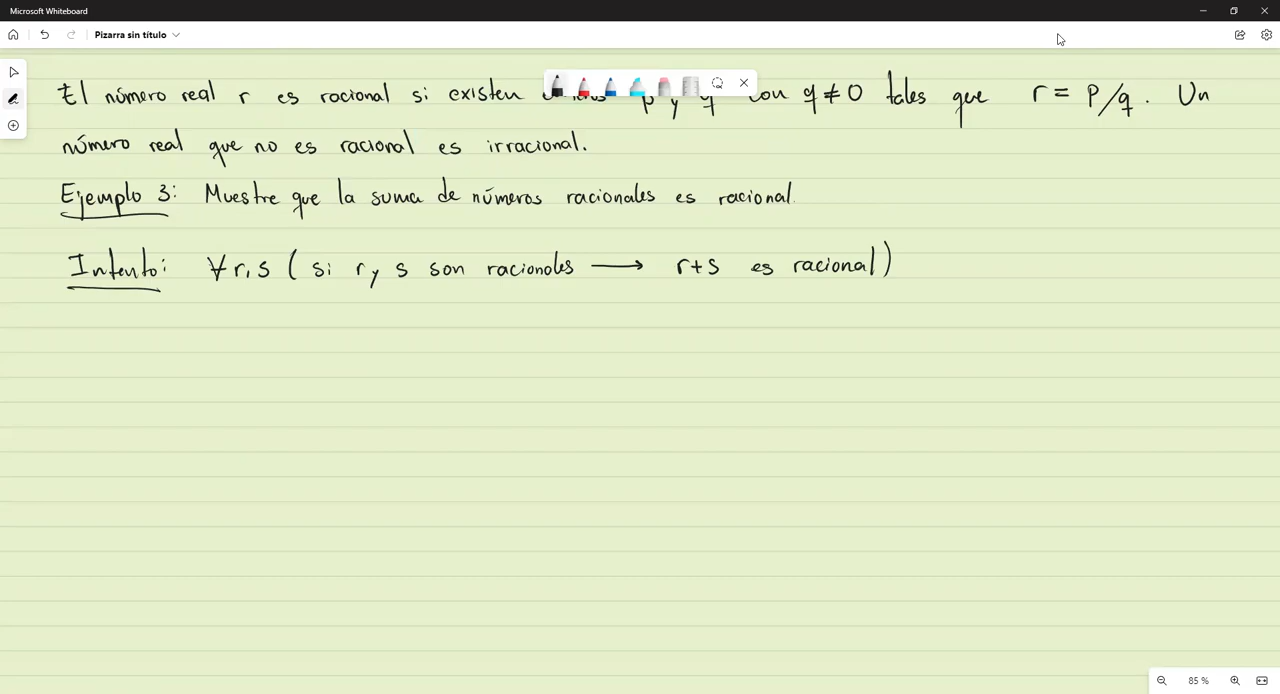 Microsoft Whiteboard
Pizarra sin título
El número real r es racional si existen p y q con q ≠ 0 tales que r = p/q. Un
número real que no es racional es irracional.
Ejemplo 3: Muestre que la suma de números racionales es racional.
Intento: ∀ r, s ( si r y s son racionales ⟶ r+s es racional)
85 %